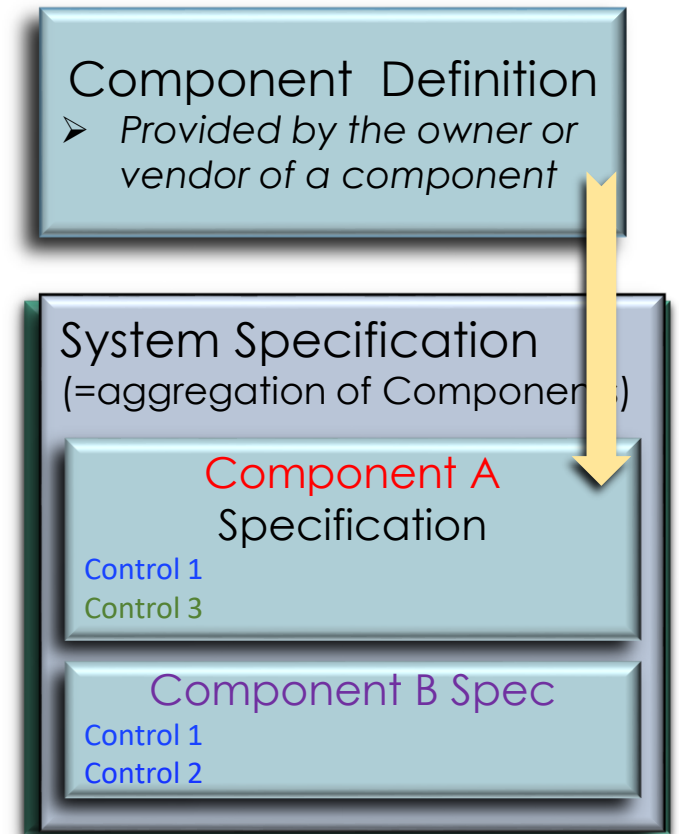 Component Definition
➢ Provided by the owner or
vendor of a component
System Specification
(=aggregation of Components)
Component A
Specification
Control 1
Control 3
Component B Spec
Control 1
Control 2